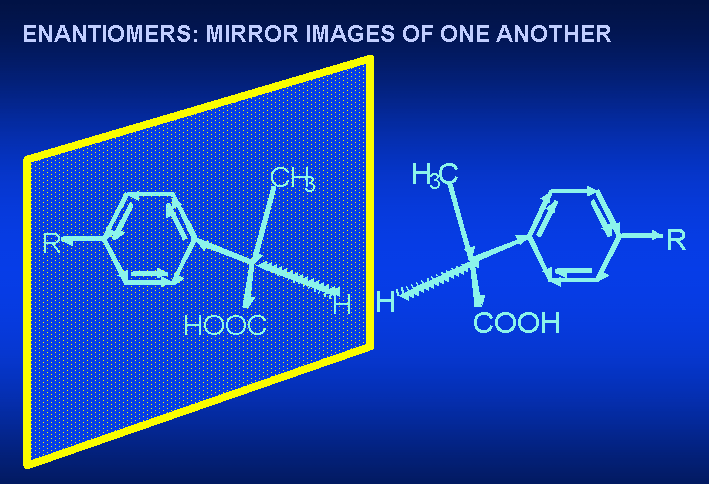 ENANTIOMERS: MIRROR IMAGES OF ONE ANOTHER
CH3
H3C
R
R
H
H
HOOC
COOH